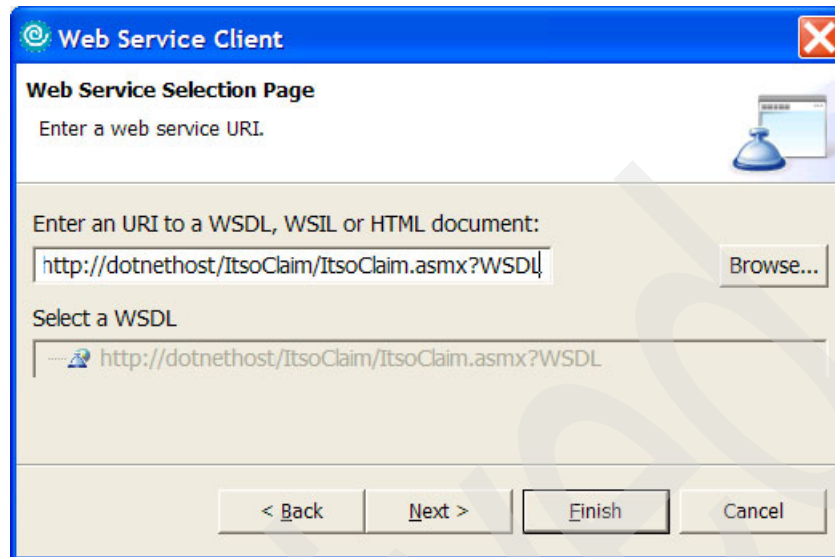 Web Service Client
Web Service Selection Page
Enter a web service URI.
Enter an URI to a WSDL, WSIL or HTML document:
http://dotnethost/ItsoClaim/ItsoClaim.asmx?WSDL
Browse...
Select a WSDL
http://dotnethost/ItsoClaim/ItsoClaim.asmx?WSDL
< Back Next > Finish Cancel